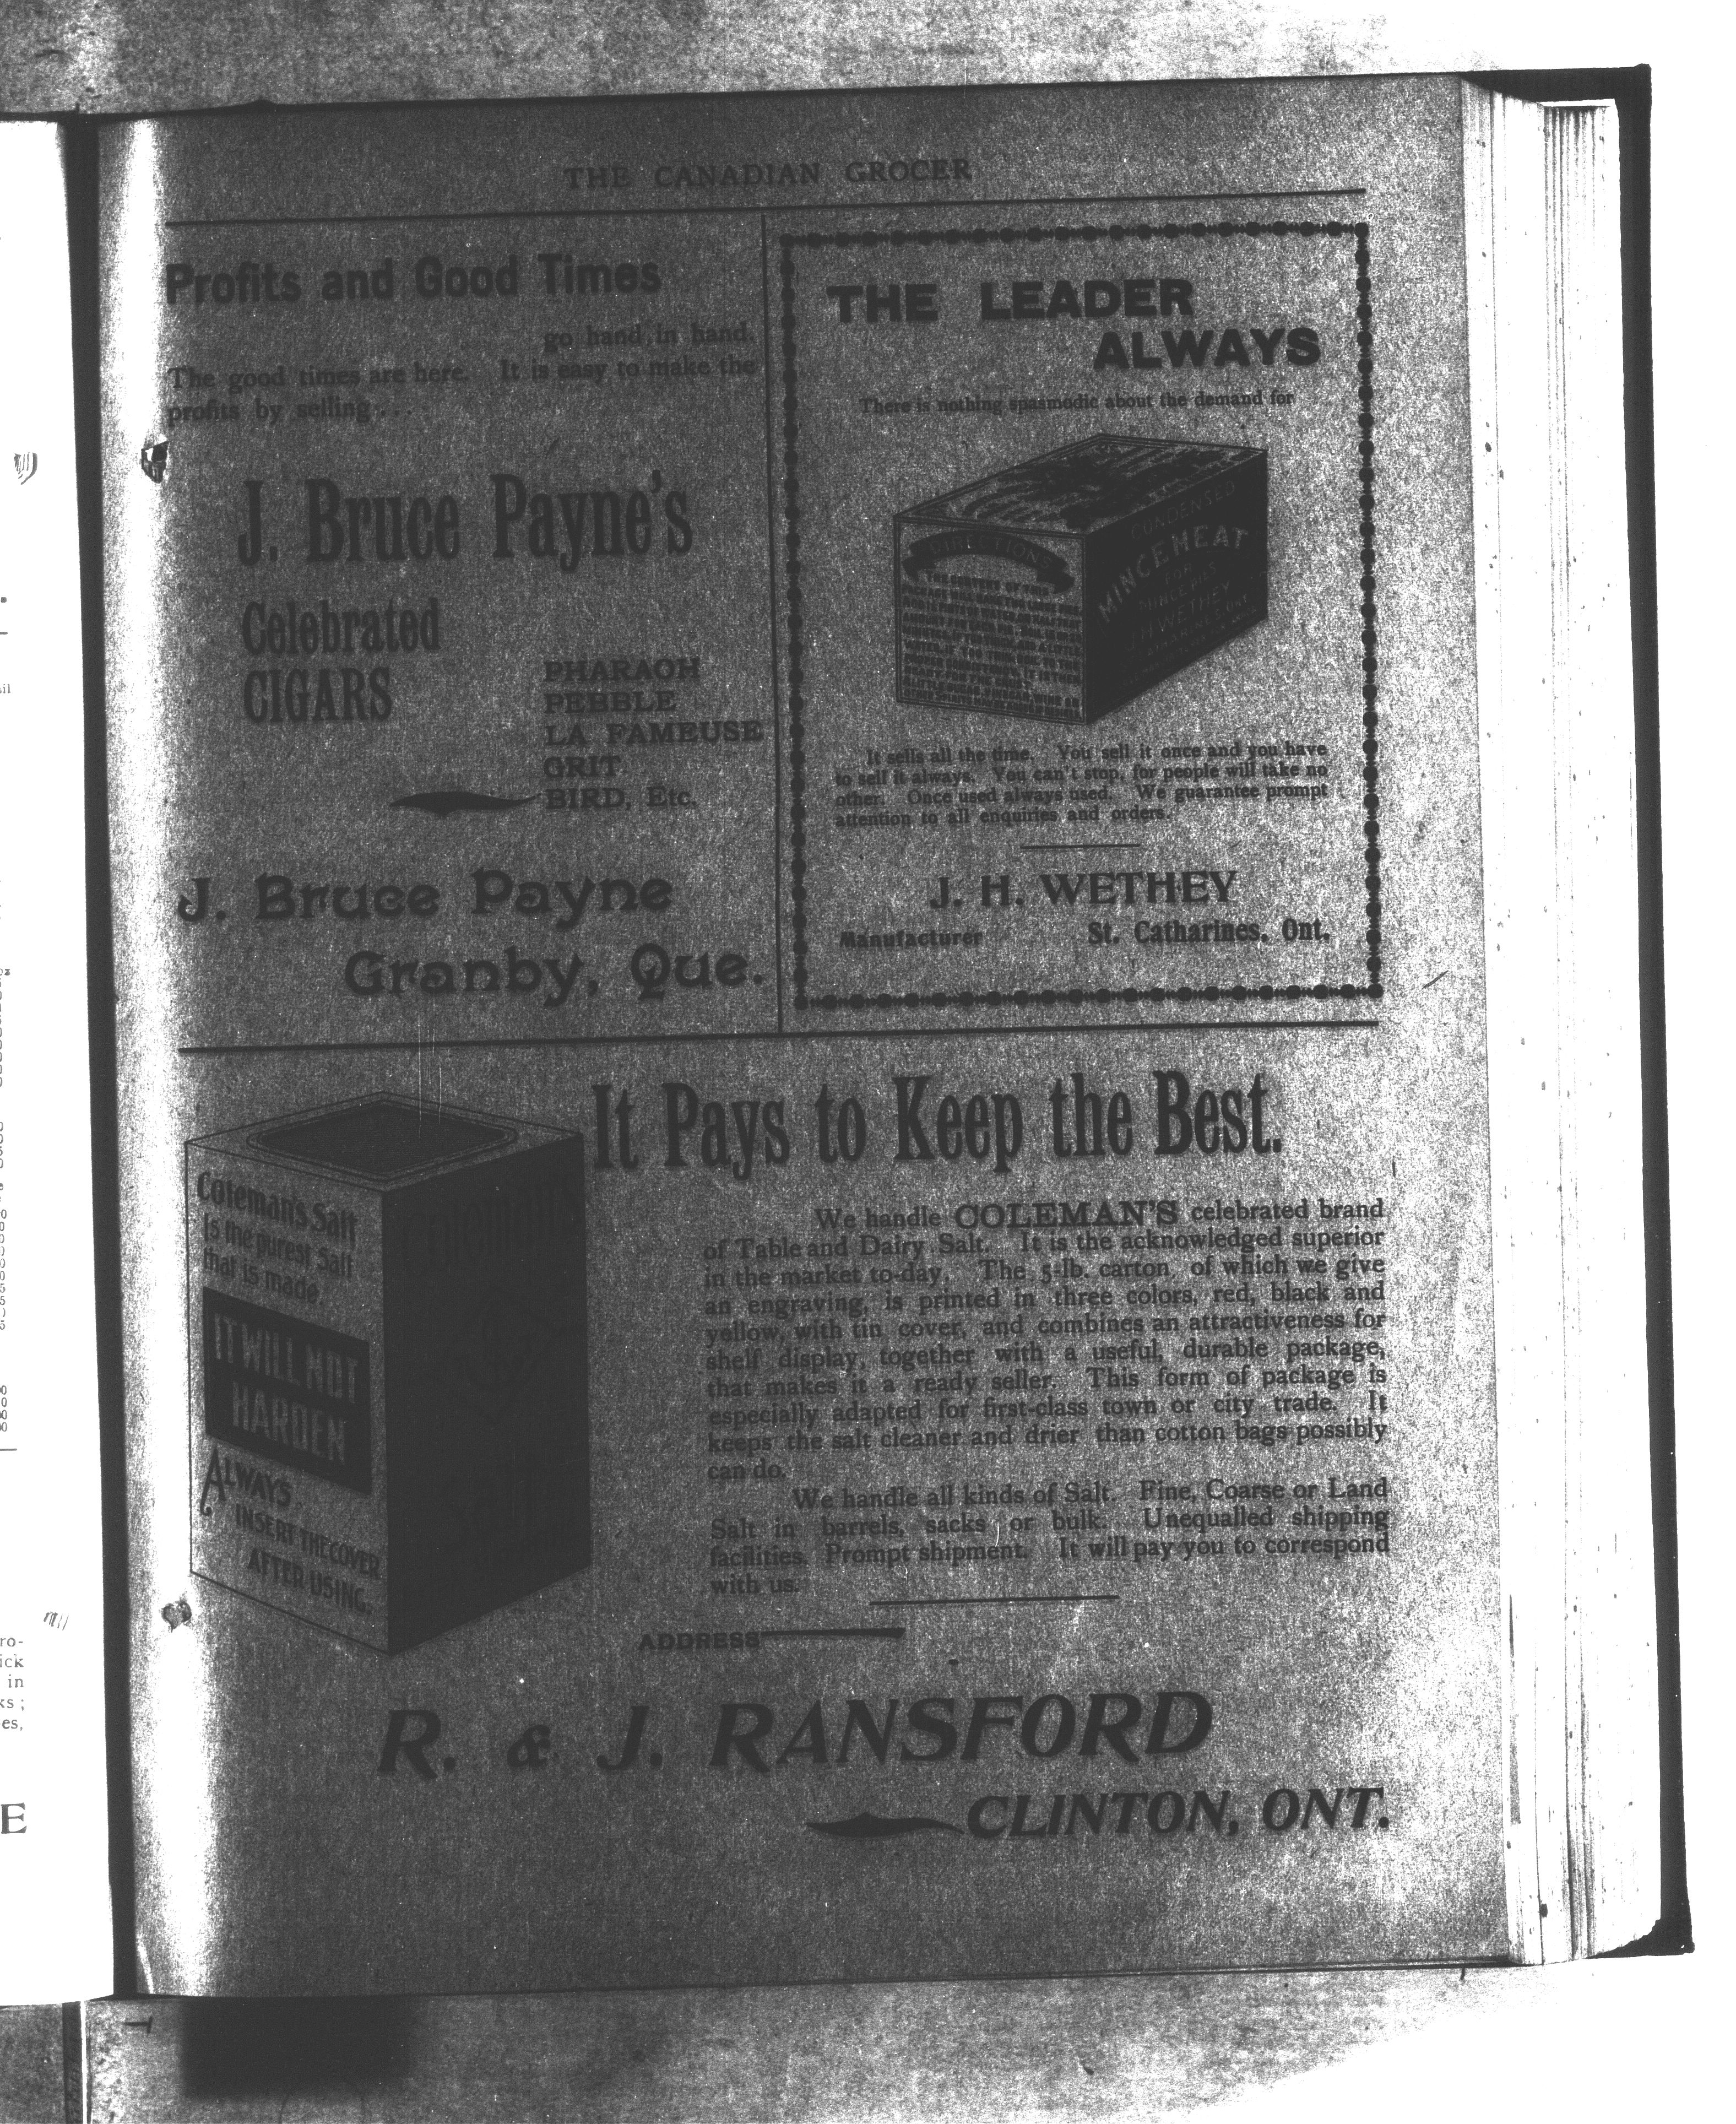 THE CANADIAN GROCER
Profits and Good Times
go hand in hand.
The good times are here. It is easy to make the
profits by selling...
J. Bruce Payne's
Celebrated
CIGARS
PHARAOH
PEBBLE
LA FAMEUSE
GRIT
BIRD, Etc.
J. Bruce Payne
Granby, Que.
THE LEADER
ALWAYS
There is nothing spasmodic about the demand for
DIRECTIONS
CONDENSED
MINCE MEAT
FOR
MINCE PIES
J.H. WETHEY
It sells all the time. You sell it once and you have
to sell it always. You can't stop, for people will take no
other. Once used always used. We guarantee prompt
attention to all enquiries and orders.
J. H. WETHEY
Manufacturer St. Catharines, Ont.
It Pays to Keep the Best.
Coleman's Salt
is the purest Salt
that is made.
IT WILL NOT
HARDEN
ALWAYS
INSERT THE COVER
AFTER USING.
We handle COLEMAN'S celebrated brand
of Table and Dairy Salt. It is the acknowledged superior
in the market to-day. The 5-lb. carton, of which we give
an engraving, is printed in three colors, red, black and
yellow, with tin cover, and combines an attractiveness for
shelf display, together with a useful, durable package,
that makes it a ready seller. This form of package is
especially adapted for first-class town or city trade. It
keeps the salt cleaner and drier than cotton bags possibly
can do.
We handle all kinds of Salt. Fine, Coarse or Land
Salt in barrels, sacks or bulk. Unequalled shipping
facilities. Prompt shipment. It will pay you to correspond
with us.
ADDRESS
R. & J. RANSFORD
CLINTON, ONT.